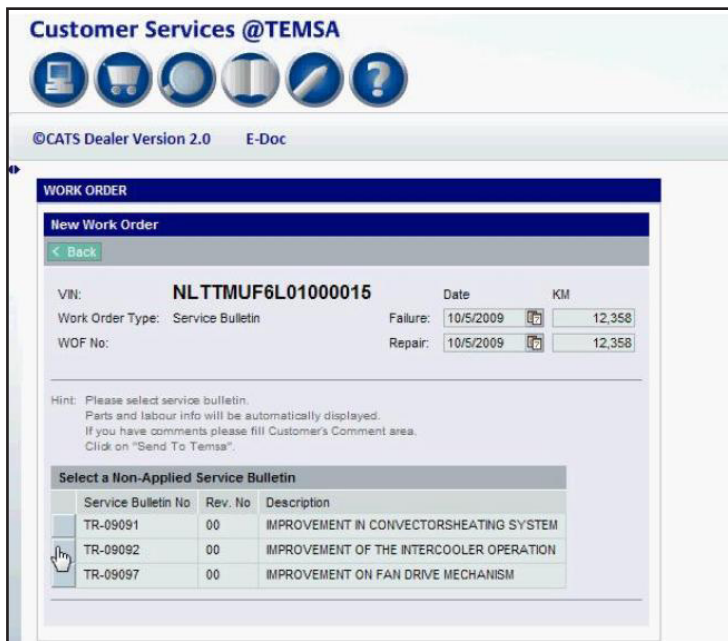 Customer Services @TEMSA
©CATS Dealer Version 2.0 E-Doc
WORK ORDER
New Work Order
< Back
VIN: NLTTMUF6L01000015 Date KM
Work Order Type: Service Bulletin Failure: 10/5/2009 12,358
WOF No: Repair: 10/5/2009 12,358
Hint: Please select service bulletin.
Parts and labour info will be automatically displayed.
If you have comments please fill Customer's Comment area.
Click on "Send To Temsa".
Select a Non-Applied Service Bulletin
Service Bulletin No Rev. No Description
TR-09091 00 IMPROVEMENT IN CONVECTORSHEATING SYSTEM
TR-09092 00 IMPROVEMENT OF THE INTERCOOLER OPERATION
TR-09097 00 IMPROVEMENT ON FAN DRIVE MECHANISM